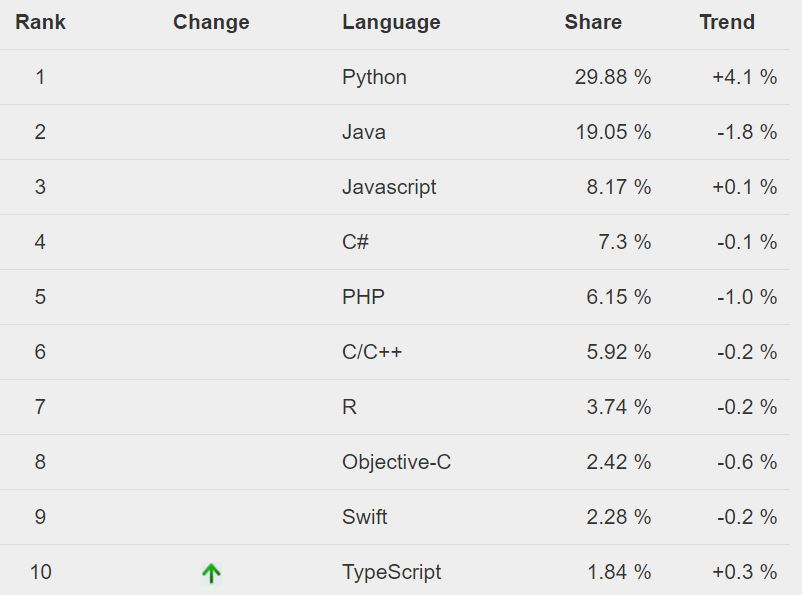 Rank Change Language Share Trend
1 Python 29.88 % +4.1 %
2 Java 19.05 % -1.8 %
3 Javascript 8.17 % +0.1 %
4 C# 7.3 % -0.1 %
5 PHP 6.15 % -1.0 %
6 C/C++ 5.92 % -0.2 %
7 R 3.74 % -0.2 %
8 Objective-C 2.42 % -0.6 %
9 Swift 2.28 % -0.2 %
10 TypeScript 1.84 % +0.3 %